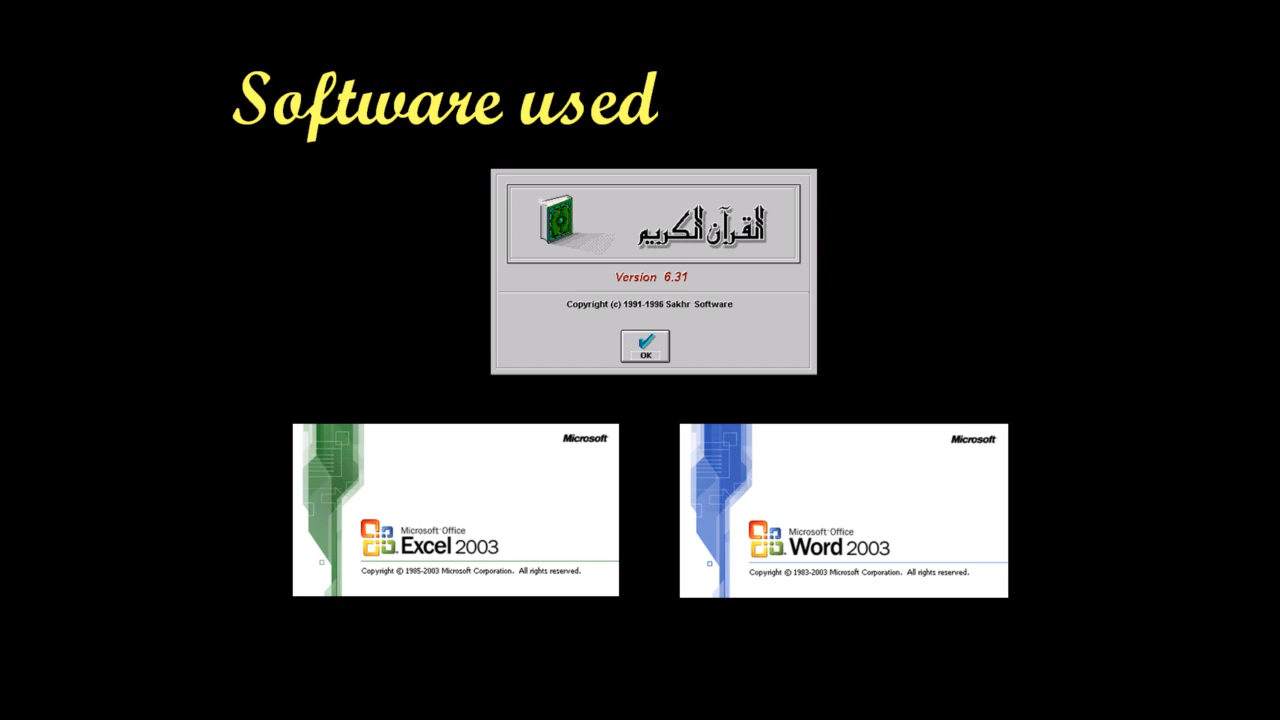 Software used
القرآن الكريم
Version 6.31
Copyright (c) 1991-1996 Sakhr Software
OK
Microsoft
Microsoft Office
Excel 2003
Copyright © 1985-2003 Microsoft Corporation. All rights reserved.
Microsoft
Microsoft Office
Word 2003
Copyright © 1983-2003 Microsoft Corporation. All rights reserved.